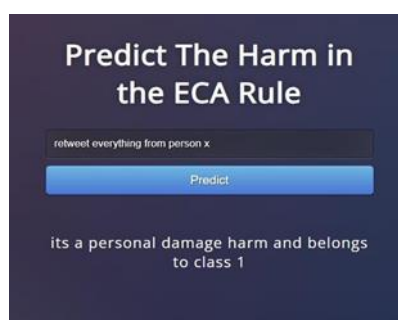 Predict The Harm in
the ECA Rule
retweet everything from person x
Predict
its a personal damage harm and belongs
to class 1